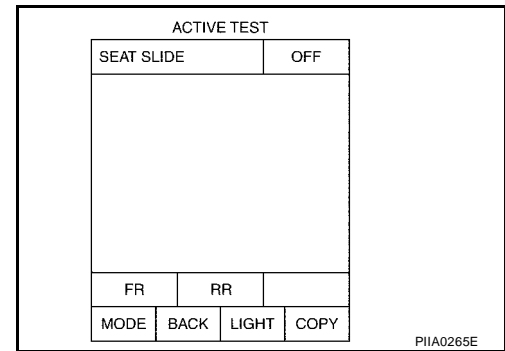 ACTIVE TEST
SEAT SLIDE OFF
FR RR
MODE BACK LIGHT COPY
PIIA0265E